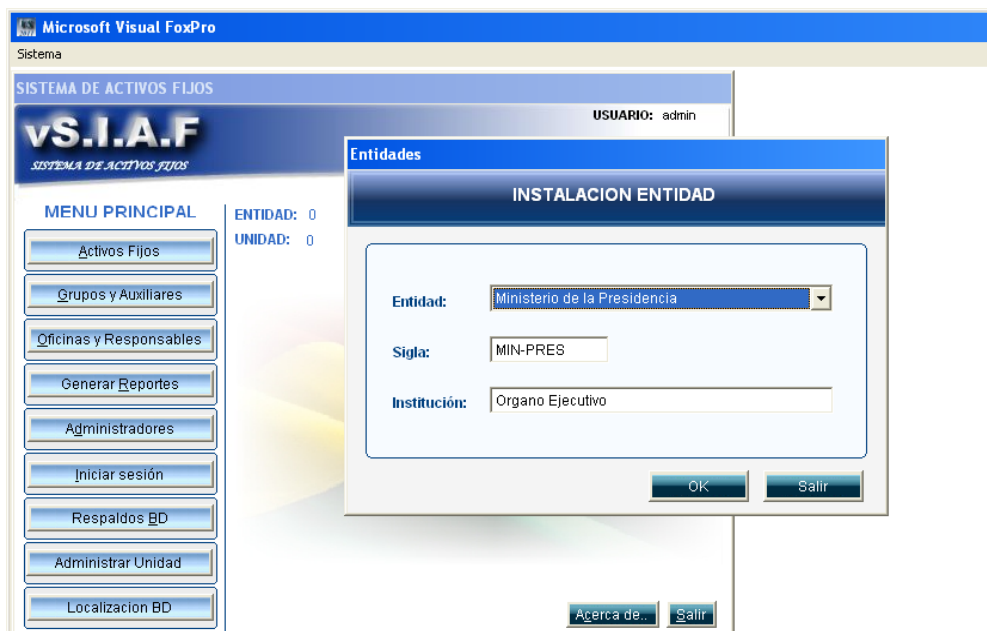 Microsoft Visual FoxPro
Sistema
SISTEMA DE ACTIVOS FIJOS
vS.I.A.F
SISTEMA DE ACTIVOS FIJOS
USUARIO: admin
MENU PRINCIPAL
Activos Fijos
Grupos y Auxiliares
Oficinas y Responsables
Generar Reportes
Administradores
Iniciar sesión
Respaldos BD
Administrar Unidad
Localizacion BD
ENTIDAD: 0
UNIDAD: 0
Entidades
INSTALACION ENTIDAD
Entidad: Ministerio de la Presidencia
Sigla: MIN-PRES
Institución: Organo Ejecutivo
OK Salir
Acerca de.. Salir